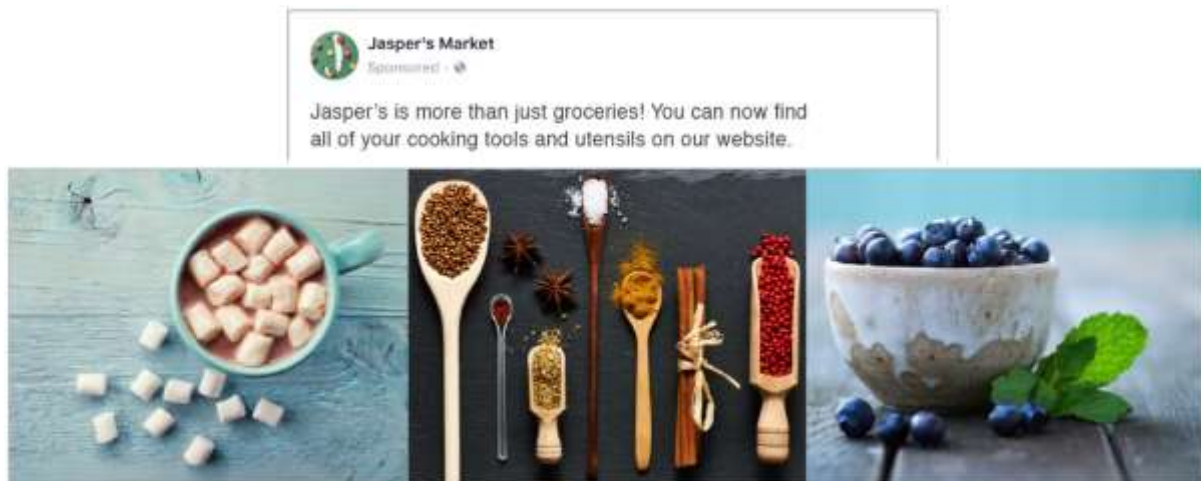 Jasper's Market
Sponsored ·
Jasper's is more than just groceries! You can now find
all of your cooking tools and utensils on our website.